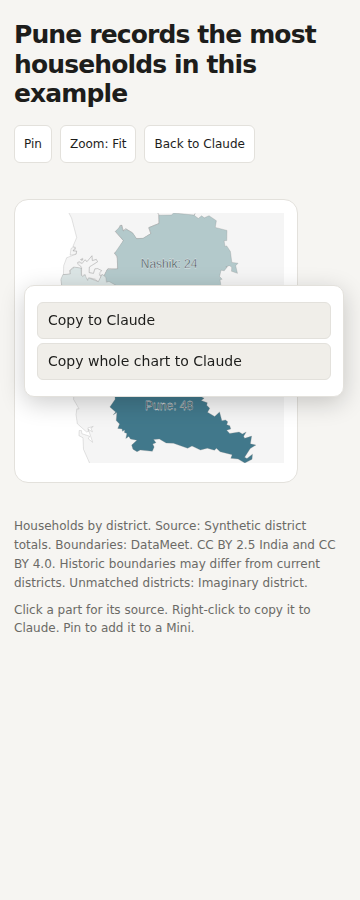 Pune records the most
households in this
example
Pin
Zoom: Fit
Back to Claude
Nashik: 24
Copy to Claude
Copy whole chart to Claude
Pune: 48
Households by district. Source: Synthetic district
totals. Boundaries: DataMeet. CC BY 2.5 India and CC
BY 4.0. Historic boundaries may differ from current
districts. Unmatched districts: Imaginary district.
Click a part for its source. Right-click to copy it to
Claude. Pin to add it to a Mini.